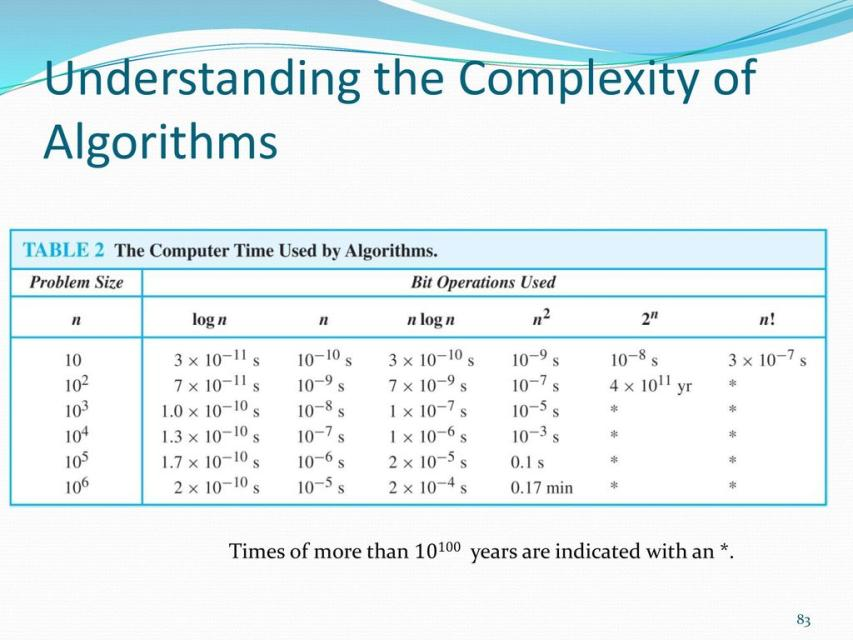 Understanding the Complexity of
Algorithms
TABLE 2 The Computer Time Used by Algorithms.
Problem Size Bit Operations Used
n log n n n log n n² 2ⁿ n!
10 3 × 10⁻¹¹ s 10⁻¹⁰ s 3 × 10⁻¹⁰ s 10⁻⁹ s 10⁻⁸ s 3 × 10⁻⁷ s
10² 7 × 10⁻¹¹ s 10⁻⁹ s 7 × 10⁻⁹ s 10⁻⁷ s 4 × 10¹¹ yr *
10³ 1.0 × 10⁻¹⁰ s 10⁻⁸ s 1 × 10⁻⁷ s 10⁻⁵ s * *
10⁴ 1.3 × 10⁻¹⁰ s 10⁻⁷ s 1 × 10⁻⁶ s 10⁻³ s * *
10⁵ 1.7 × 10⁻¹⁰ s 10⁻⁶ s 2 × 10⁻⁵ s 0.1 s * *
10⁶ 2 × 10⁻¹⁰ s 10⁻⁵ s 2 × 10⁻⁴ s 0.17 min * *
Times of more than 10¹⁰⁰ years are indicated with an *.
83